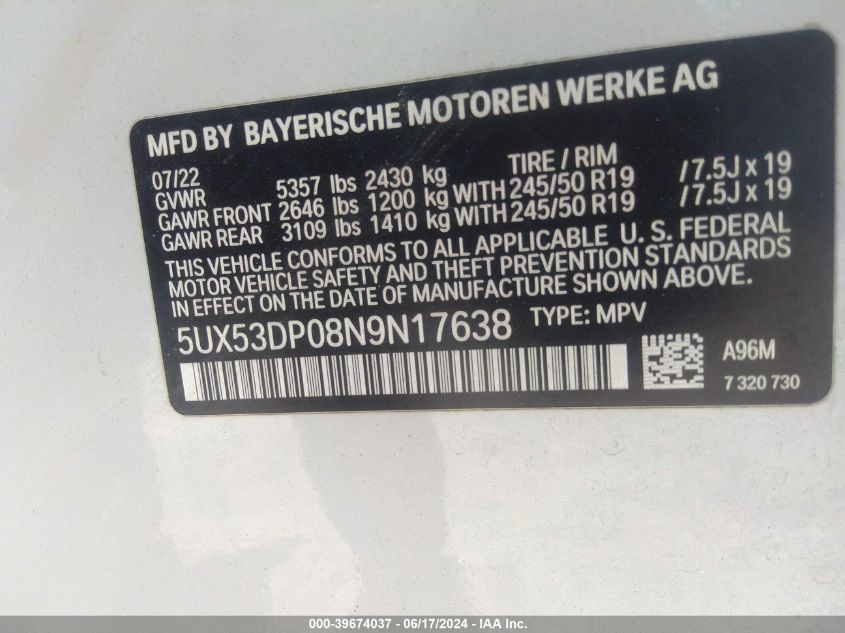 MFD BY BAYERISCHE MOTOREN WERKE AG
07/22 TIRE / RIM
GVWR 5357 lbs 2430 kg
GAWR FRONT 2646 lbs 1200 kg WITH 245/50 R19 /7.5J x 19
GAWR REAR 3109 lbs 1410 kg WITH 245/50 R19 /7.5J x 19
THIS VEHICLE CONFORMS TO ALL APPLICABLE U. S. FEDERAL
MOTOR VEHICLE SAFETY AND THEFT PREVENTION STANDARDS
IN EFFECT ON THE DATE OF MANUFACTURE SHOWN ABOVE.
5UX53DP08N9N17638 TYPE: MPV
A96M
7 320 730
000-39674037 - 06/17/2024 - IAA Inc.